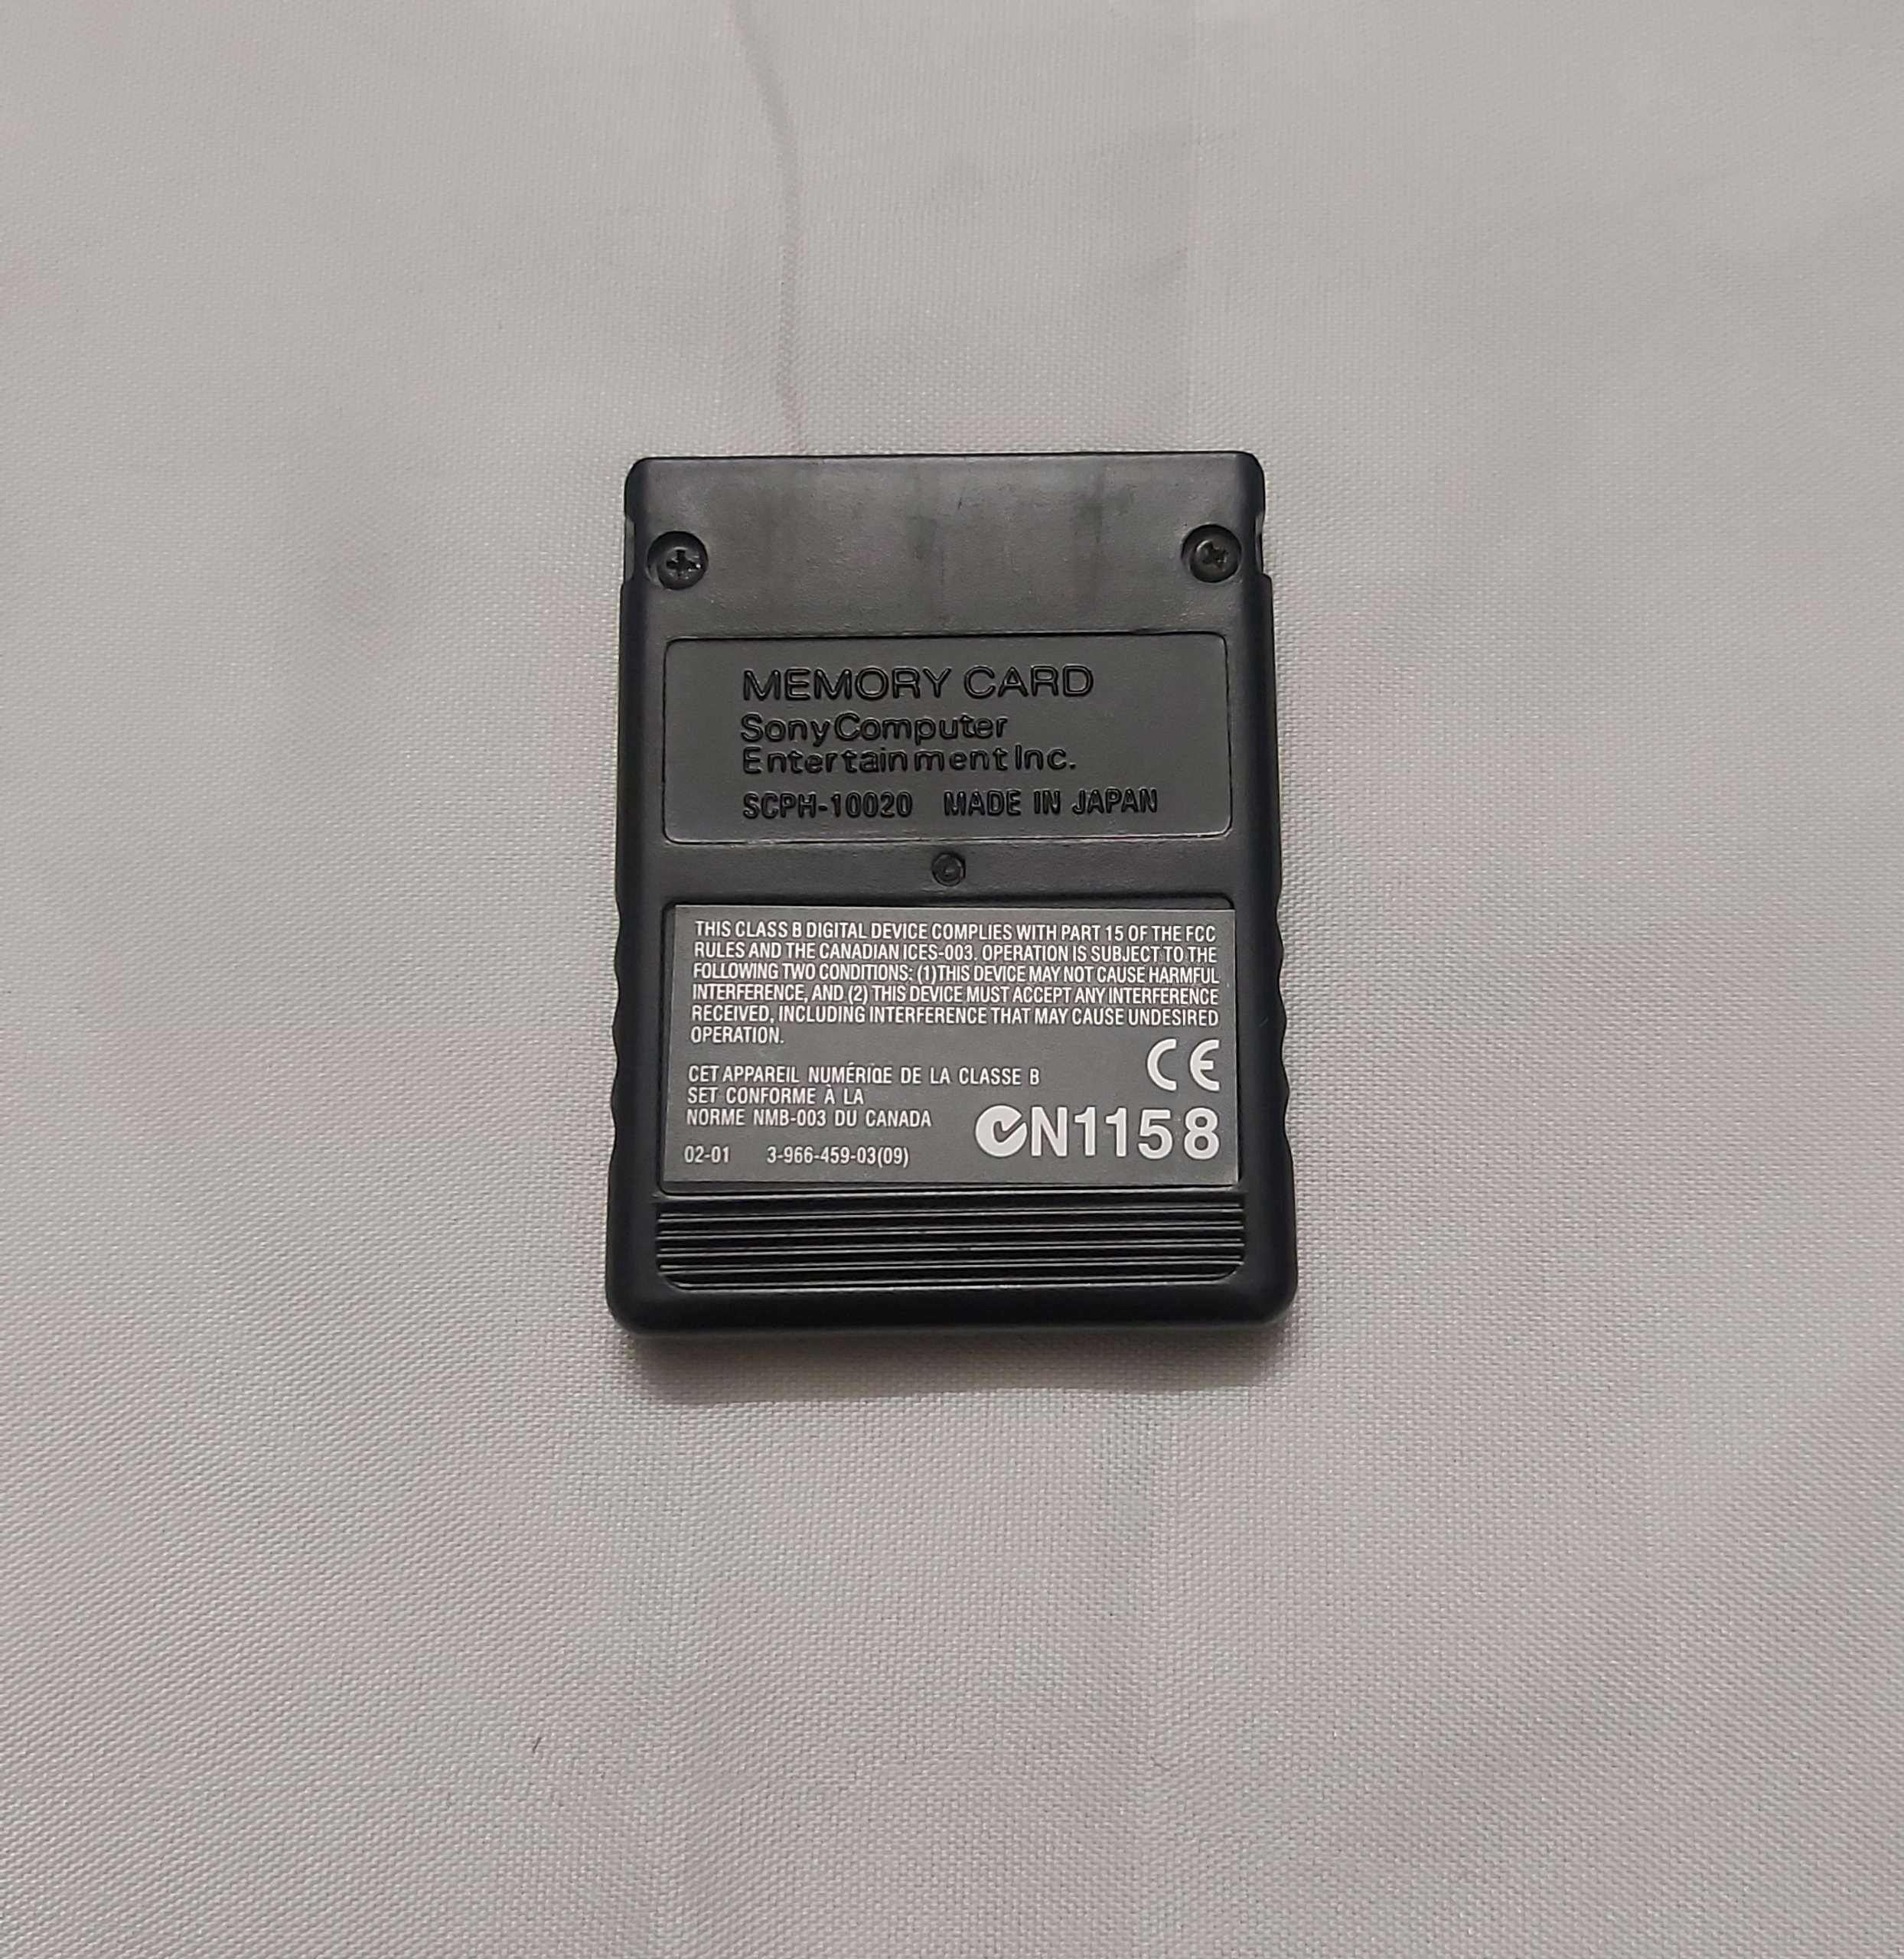 MEMORY CARD
Sony Computer
Entertainment Inc.
SCPH-10020 MADE IN JAPAN
THIS CLASS B DIGITAL DEVICE COMPLIES WITH PART 15 OF THE FCC
RULES AND THE CANADIAN ICES-003. OPERATION IS SUBJECT TO THE
FOLLOWING TWO CONDITIONS: (1)THIS DEVICE MAY NOT CAUSE HARMFUL
INTERFERENCE, AND (2) THIS DEVICE MUST ACCEPT ANY INTERFERENCE
RECEIVED, INCLUDING INTERFERENCE THAT MAY CAUSE UNDESIRED
OPERATION.
CET APPAREIL NUMÉRIQE DE LA CLASSE B
SET CONFORME À LA
NORME NMB-003 DU CANADA
CE
N1158
02-01 3-966-459-03(09)